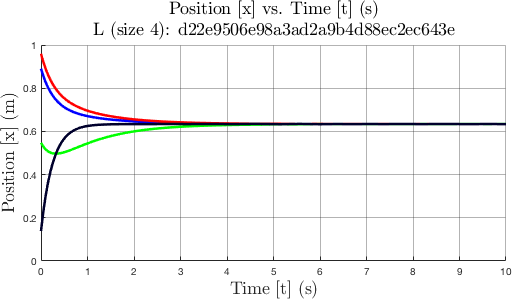 Position [x] vs. Time [t] (s)
L (size 4): d22e9506e98a3ad2a9b4d88ec2ec643e
Position [x] (m)
1
0.8
0.6
0.4
0.2
0
0 1 2 3 4 5 6 7 8 9 10
Time [t] (s)